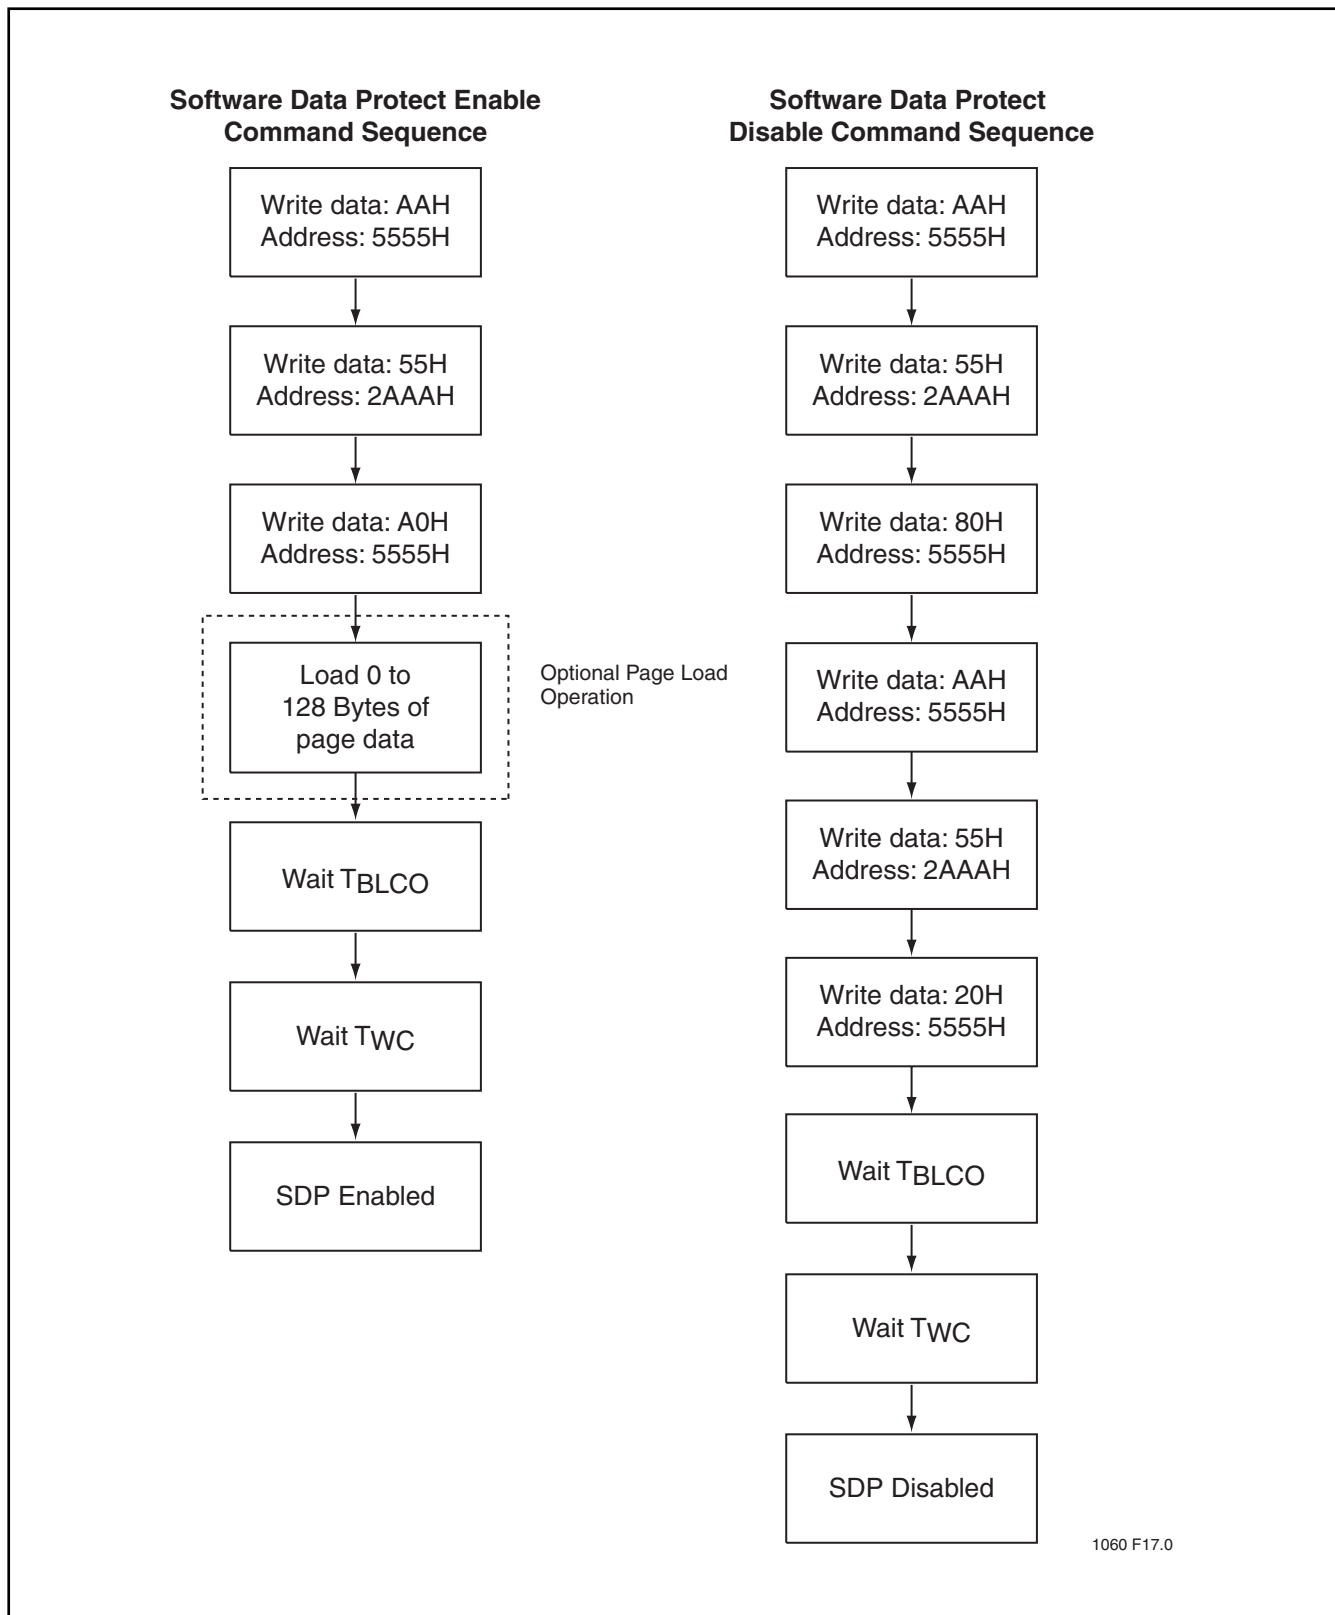 Software Data Protect Enable
Command Sequence
Write data: AAH
Address: 5555H
Write data: 55H
Address: 2AAAH
Write data: A0H
Address: 5555H
Load 0 to
128 Bytes of
page data
Optional Page Load
Operation
Wait TBLCO
Wait TWC
SDP Enabled
Software Data Protect
Disable Command Sequence
Write data: AAH
Address: 5555H
Write data: 55H
Address: 2AAAH
Write data: 80H
Address: 5555H
Write data: AAH
Address: 5555H
Write data: 55H
Address: 2AAAH
Write data: 20H
Address: 5555H
Wait TBLCO
Wait TWC
SDP Disabled
1060 F17.0